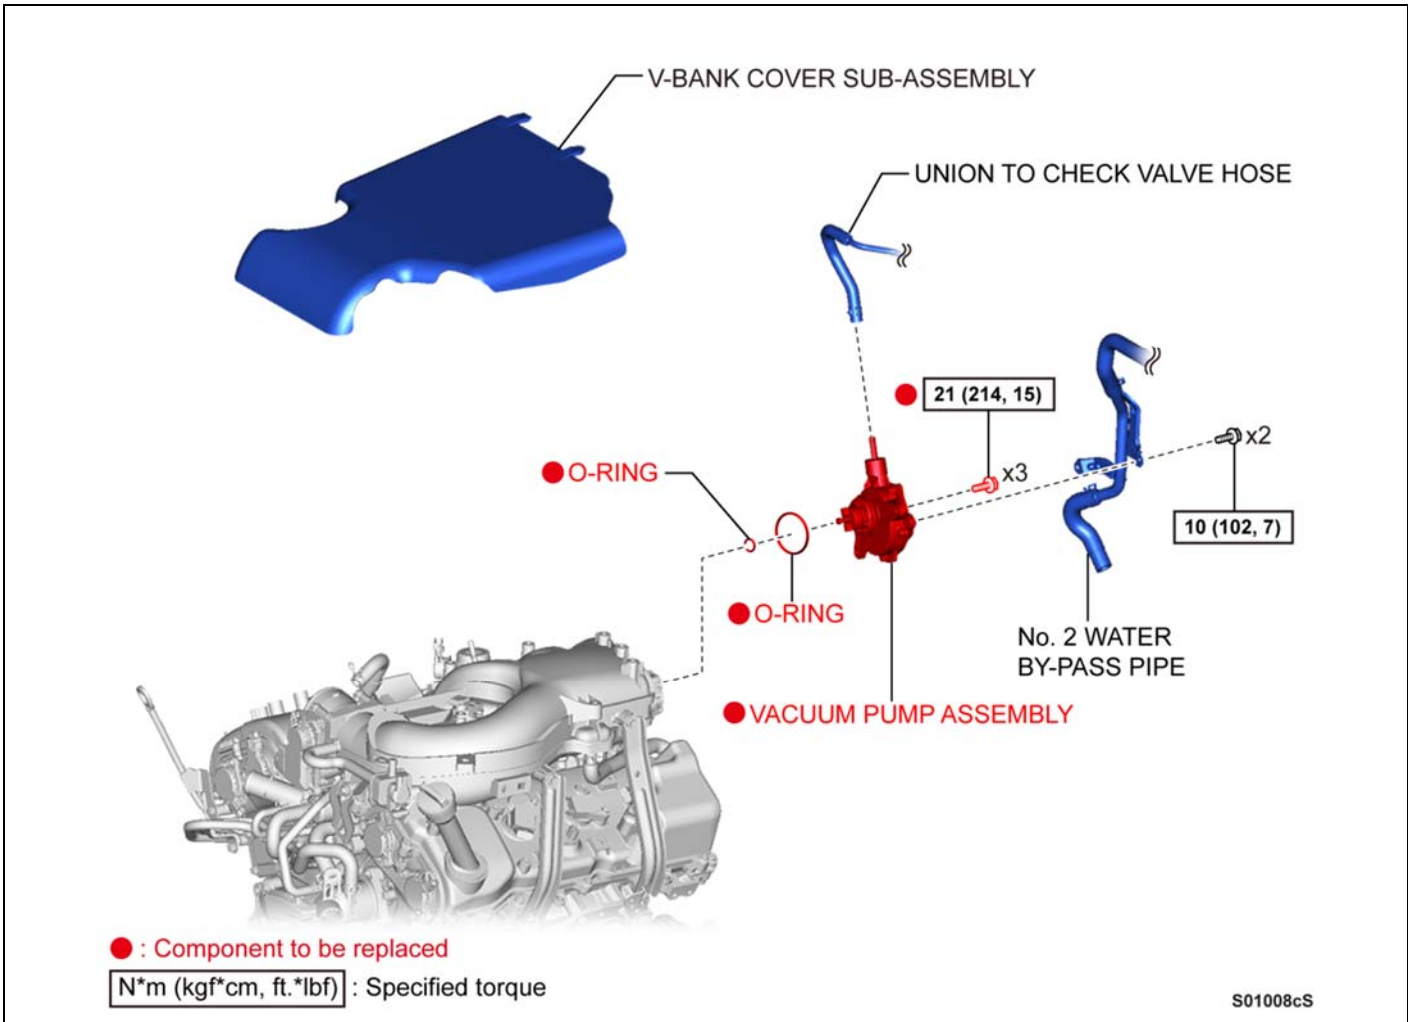 V-BANK COVER SUB-ASSEMBLY
UNION TO CHECK VALVE HOSE
21 (214, 15)
x2
x3
O-RING
10 (102, 7)
O-RING
No. 2 WATER
BY-PASS PIPE
VACUUM PUMP ASSEMBLY
: Component to be replaced
N*m (kgf*cm, ft.*lbf) : Specified torque
S01008cS